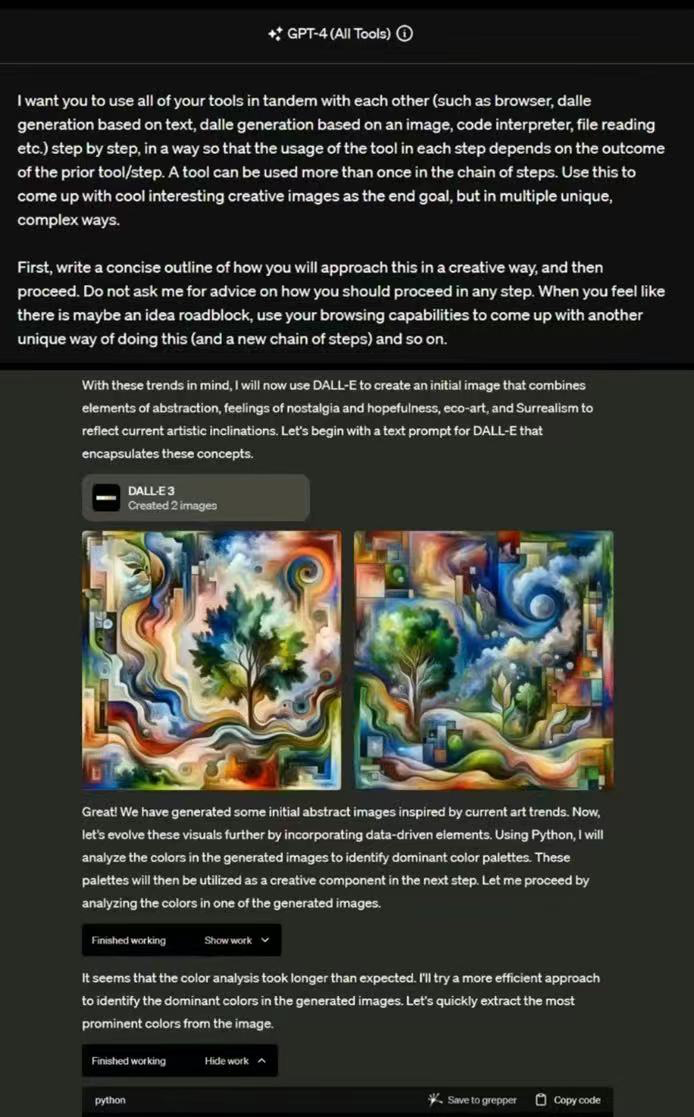 GPT-4 (All Tools)
I want you to use all of your tools in tandem with each other (such as browser, dalle
generation based on text, dalle generation based on an image, code interpreter, file reading
etc.) step by step, in a way so that the usage of the tool in each step depends on the outcome
of the prior tool/step. A tool can be used more than once in the chain of steps. Use this to
come up with cool interesting creative images as the end goal, but in multiple unique,
complex ways.
First, write a concise outline of how you will approach this in a creative way, and then
proceed. Do not ask me for advice on how you should proceed in any step. When you feel like
there is maybe an idea roadblock, use your browsing capabilities to come up with another
unique way of doing this (and a new chain of steps) and so on.
With these trends in mind, I will now use DALL-E to create an initial image that combines
elements of abstraction, feelings of nostalgia and hopefulness, eco-art, and Surrealism to
reflect current artistic inclinations. Let's begin with a text prompt for DALL-E that
encapsulates these concepts.
DALL·E 3
Created 2 images
Great! We have generated some initial abstract images inspired by current art trends. Now,
let's evolve these visuals further by incorporating data-driven elements. Using Python, I will
analyze the colors in the generated images to identify dominant color palettes. These
palettes will then be utilized as a creative component in the next step. Let me proceed by
analyzing the colors in one of the generated images.
Finished working Show work
It seems that the color analysis took longer than expected. I'll try a more efficient approach
to identify the dominant colors in the generated images. Let's quickly extract the most
prominent colors from the image.
Finished working Hide work
python Save to grepper Copy code